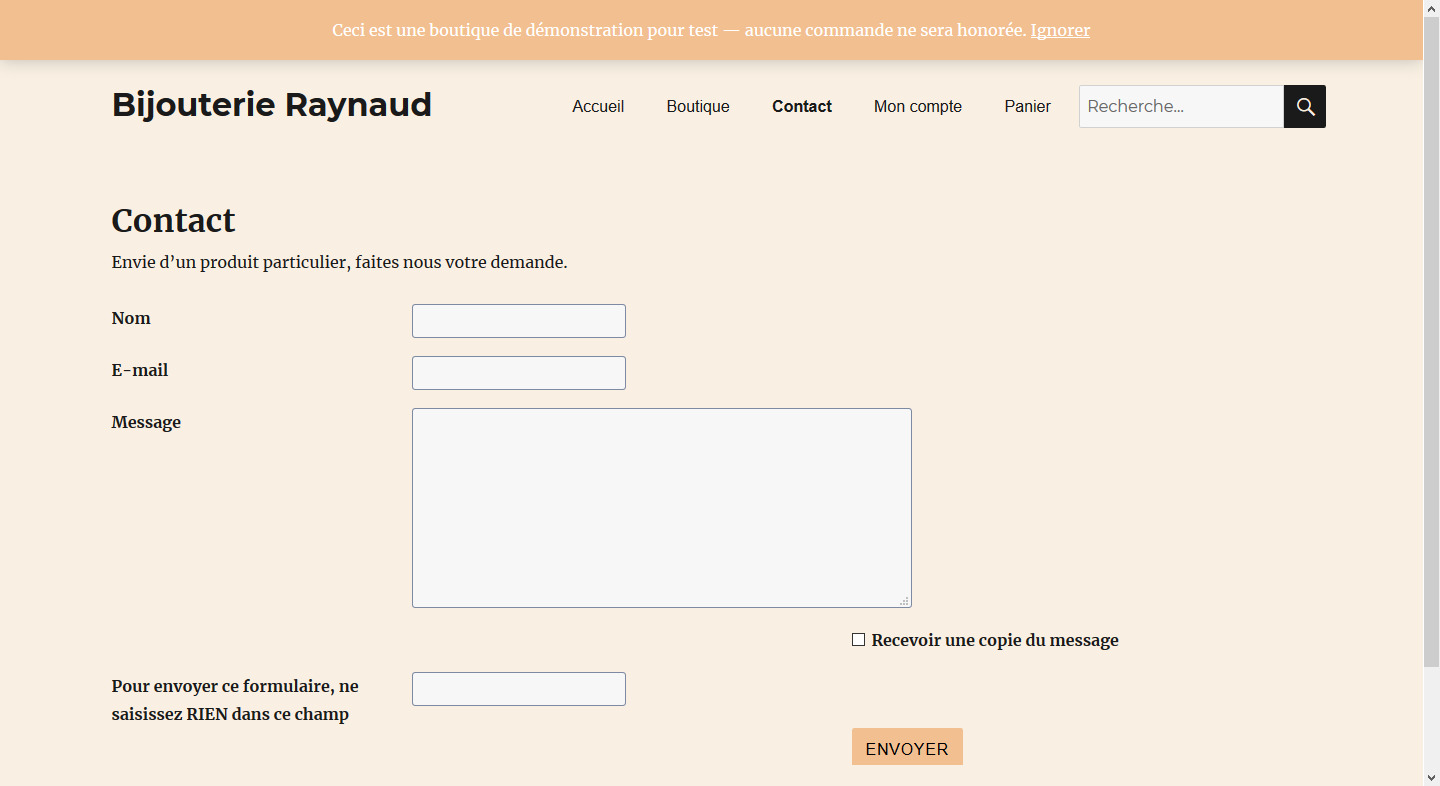 Ceci est une boutique de démonstration pour test — aucune commande ne sera honorée. Ignorer
Bijouterie Raynaud
Accueil
Boutique
Contact
Mon compte
Panier
Recherche…
Contact
Envie d’un produit particulier, faites nous votre demande.
Nom
E-mail
Message
Recevoir une copie du message
Pour envoyer ce formulaire, ne
saisissez RIEN dans ce champ
ENVOYER